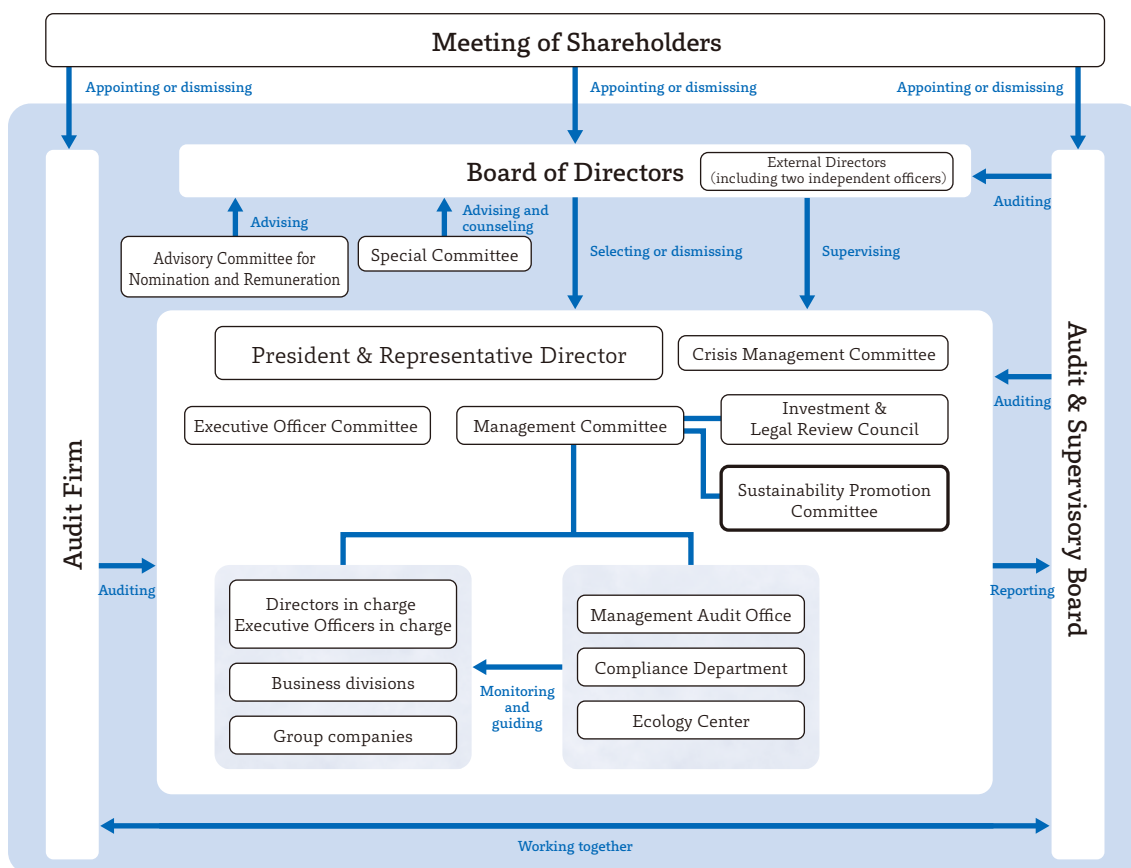 Meeting of Shareholders
Appointing or dismissing
Appointing or dismissing
Appointing or dismissing
Board of Directors
External Directors
(including two independent officers)
Auditing
Advising
Advising and
counseling
Advisory Committee for
Nomination and Remuneration
Special Committee
Selecting or dismissing
Supervising
President & Representative Director
Crisis Management Committee
Auditing
Executive Officer Committee
Management Committee
Investment &
Legal Review Council
Sustainability Promotion
Committee
Audit Firm
Audit & Supervisory Board
Auditing
Reporting
Directors in charge
Executive Officers in charge
Business divisions
Group companies
Monitoring
and
guiding
Management Audit Office
Compliance Department
Ecology Center
Working together